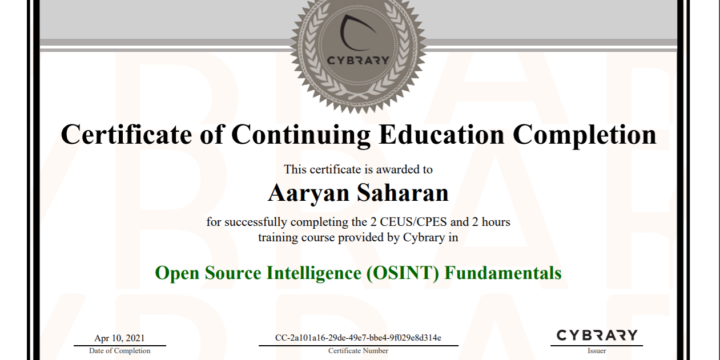 CYBRARY
Certificate of Continuing Education Completion
This certificate is awarded to
Aaryan Saharan
for successfully completing the 2 CEUS/CPES and 2 hours
training course provided by Cybrary in
Open Source Intelligence (OSINT) Fundamentals
Apr 10, 2021
CC-2a101a16-29de-49e7-bbe4-9f029e8d314e
CYBRARY
Date of Completion
Certificate Number
Issuer